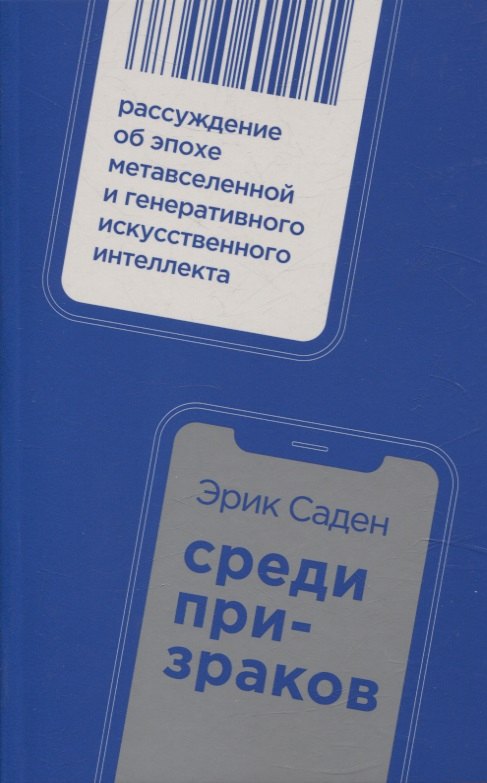 рассуждение
об эпохе
метавселенной
и генеративного
искусственного
интеллекта
Эрик Саден
среди
при-
зраков